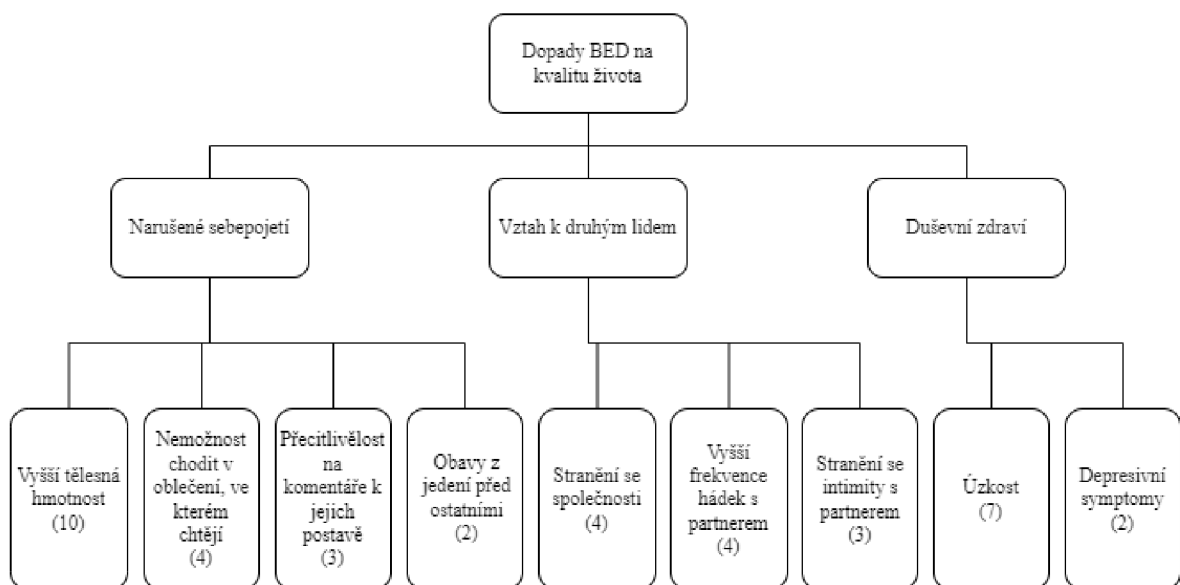 Dopady BED na
kvalitu života
Narušené sebepojetí
Vztah k druhým lidem
Duševní zdraví
Vyšší tělesná
hmotnost
(10)
Nemožnost
chodit v
oblečení, ve
kterém chtějí
(4)
Přecitlivělost
na
komentáře k
jejich
postavě
(3)
Obavy z
jedení před
ostatními
(2)
Stranění se
společnosti
(4)
Vyšší
frekvence
hádek s
partnerem
(4)
Stranění se
intimity s
partnerem
(3)
Úzkost
(7)
Depresivní
symptomy
(2)